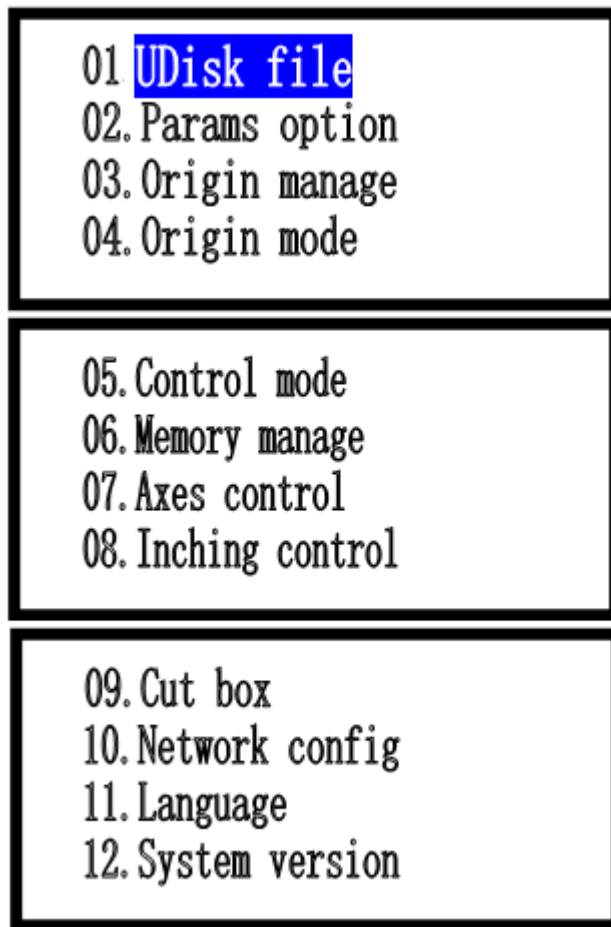 01 UDisk file
02. Params option
03. Origin manage
04. Origin mode
05. Control mode
06. Memory manage
07. Axes control
08. Inching control
09. Cut box
10. Network config
11. Language
12. System version